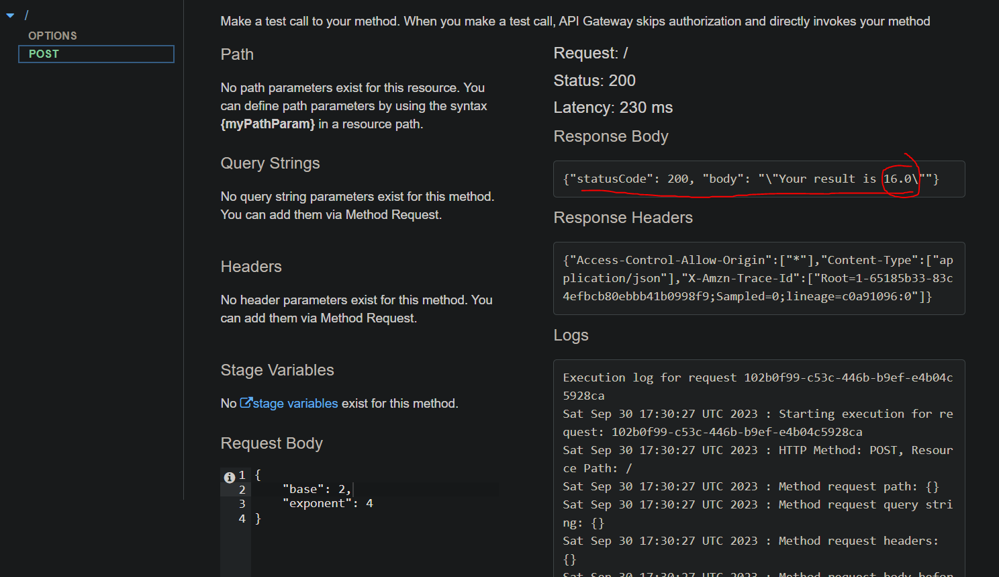 /
OPTIONS
POST
Make a test call to your method. When you make a test call, API Gateway skips authorization and directly invokes your method
Path
No path parameters exist for this resource. You
can define path parameters by using the syntax
{myPathParam} in a resource path.
Query Strings
No query string parameters exist for this method.
You can add them via Method Request.
Headers
No header parameters exist for this method. You
can add them via Method Request.
Stage Variables
No stage variables exist for this method.
Request Body
1 {
2     "base": 2,
3     "exponent": 4
4 }
Request: /
Status: 200
Latency: 230 ms
Response Body
{"statusCode": 200, "body": "\"Your result is 16.0\""}
Response Headers
{"Access-Control-Allow-Origin":["*"],"Content-Type":["ap
plication/json"],"X-Amzn-Trace-Id":["Root=1-65185b33-83c
4efbcb80ebbb41b0998f9;Sampled=0;lineage=c0a91096:0"]}
Logs
Execution log for request 102b0f99-c53c-446b-b9ef-e4b04c
5928ca
Sat Sep 30 17:30:27 UTC 2023 : Starting execution for re
quest: 102b0f99-c53c-446b-b9ef-e4b04c5928ca
Sat Sep 30 17:30:27 UTC 2023 : HTTP Method: POST, Resour
ce Path: /
Sat Sep 30 17:30:27 UTC 2023 : Method request path: {}
Sat Sep 30 17:30:27 UTC 2023 : Method request query stri
ng: {}
Sat Sep 30 17:30:27 UTC 2023 : Method request headers:
{}
Sat Sep 30 17:30:27 UTC 2023 : Method request body befor